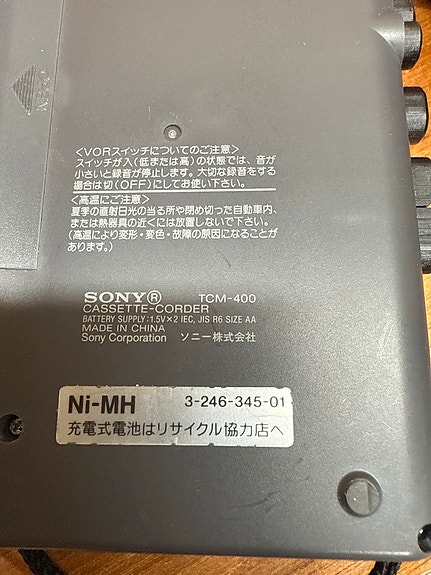 <VORスイッチについてのご注意>
スイッチが入(低または高)の状態では、音が
小さいと録音が停止します。大切な録音をする
場合は切(OFF)にしてお使い下さい。
<高温にご注意>
夏季の直射日光の当る所や閉め切った自動車内、
または熱器具の近くには放置しないで下さい。
(高温により変形・変色・故障の原因になることが
あります。)
SONY® TCM-400
CASSETTE-CORDER
BATTERY SUPPLY:1.5V×2 IEC, JIS R6 SIZE AA
MADE IN CHINA
Sony Corporation ソニー株式会社
Ni-MH 3-246-345-01
充電式電池はリサイクル協力店へ